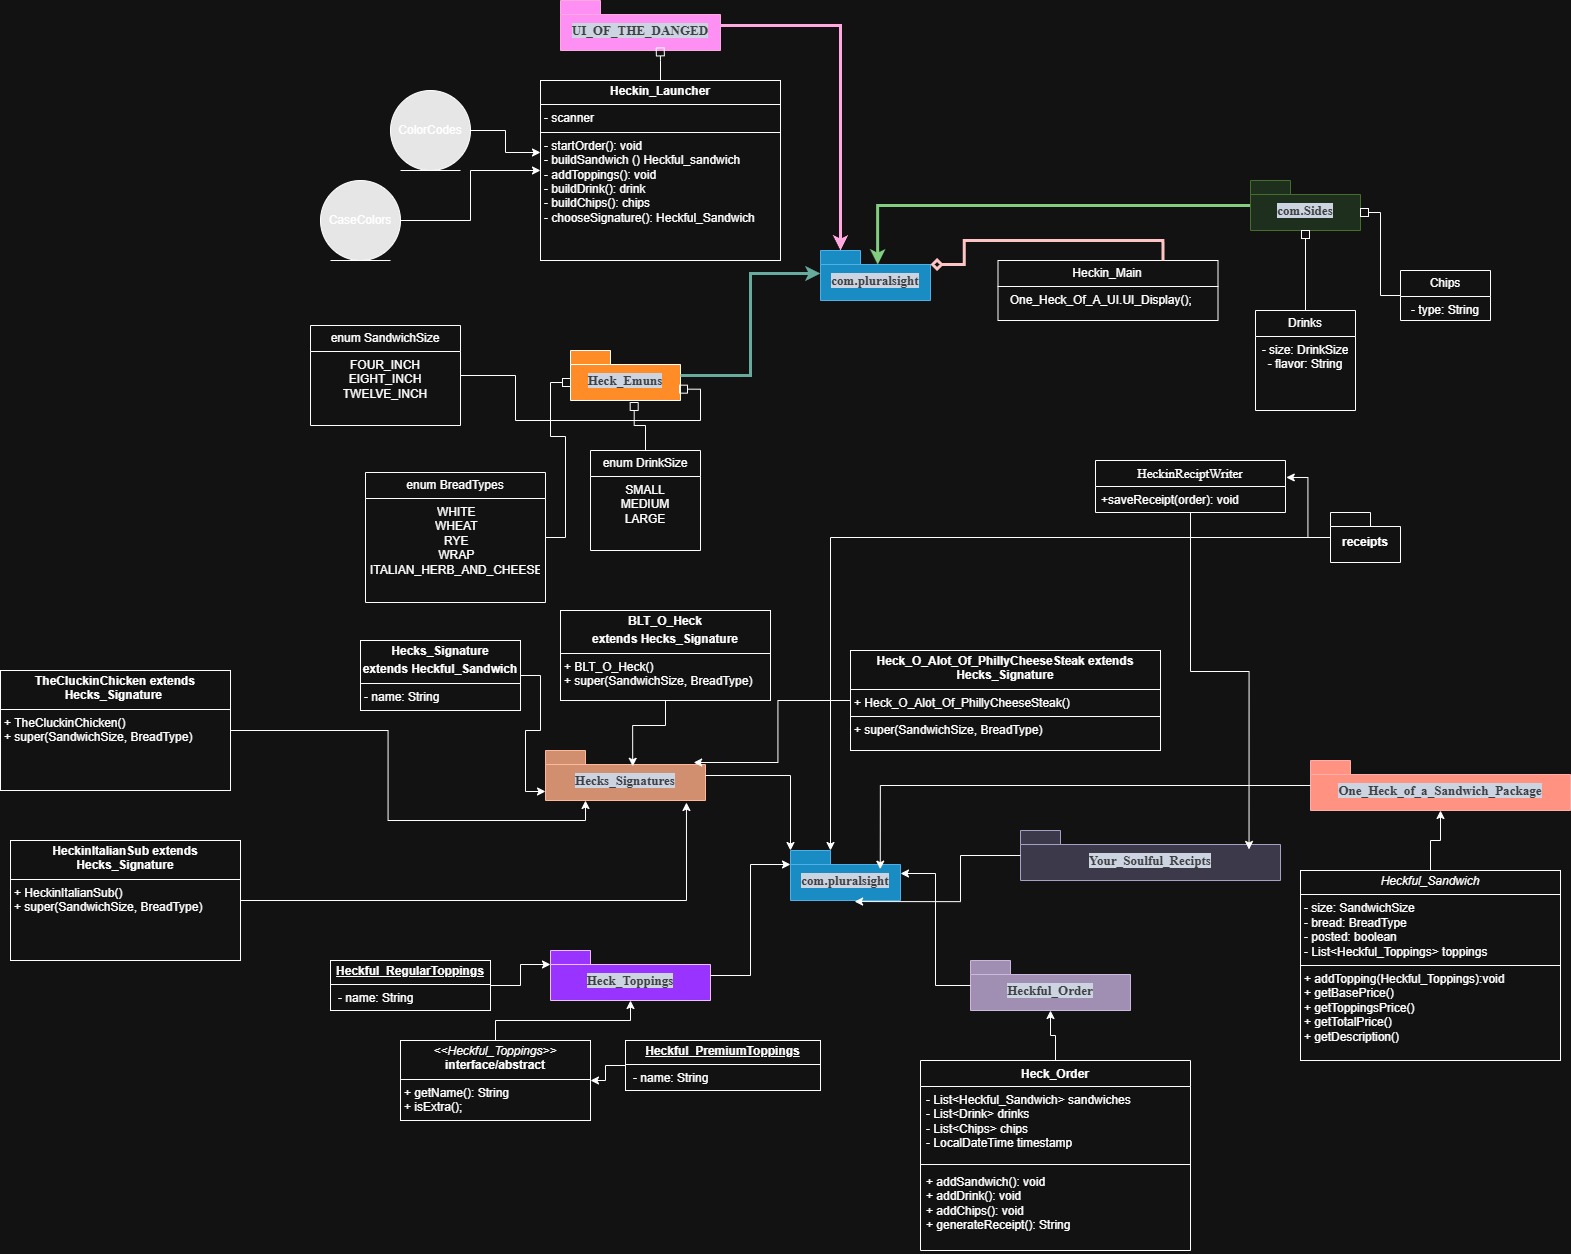 UI_OF_THE_DANGED
Heckin_Launcher
- scanner
- startOrder(): void
- buildSandwich () Heckful_sandwich
- addToppings(): void
- buildDrink(): drink
- buildChips(): chips
- chooseSignature(): Heckful_Sandwich
ColorCodes
CaseColors
com.Sides
com.pluralsight
Heckin_Main
One_Heck_Of_A_UI.UI_Display();
Chips
- type: String
Drinks
- size: DrinkSize
- flavor: String
enum SandwichSize
FOUR_INCH
EIGHT_INCH
TWELVE_INCH
Heck_Emuns
enum DrinkSize
SMALL
MEDIUM
LARGE
enum BreadTypes
WHITE
WHEAT
RYE
WRAP
ITALIAN_HERB_AND_CHEESE
HeckinReciptWriter
+saveReceipt(order): void
receipts
BLT_O_Heck
extends Hecks_Signature
+ BLT_O_Heck()
+ super(SandwichSize, BreadType)
Hecks_Signature
extends Heckful_Sandwich
- name: String
Heck_O_Alot_Of_PhillyCheeseSteak extends
Hecks_Signature
+ Heck_O_Alot_Of_PhillyCheeseSteak()
+ super(SandwichSize, BreadType)
TheCluckinChicken extends
Hecks_Signature
+ TheCluckinChicken()
+ super(SandwichSize, BreadType)
Hecks_Signatures
One_Heck_of_a_Sandwich_Package
HeckinItalianSub extends
Hecks_Signature
+ HeckinItalianSub()
+ super(SandwichSize, BreadType)
com.pluralsight
Your_Soulful_Recipts
Heckful_Sandwich
- size: SandwichSize
- bread: BreadType
- posted: boolean
- List<Heckful_Toppings> toppings
+ addTopping(Heckful_Toppings):void
+ getBasePrice()
+ getToppingsPrice()
+ getTotalPrice()
+ getDescription()
Heckful_RegularToppings
- name: String
Heck_Toppings
Heckful_Order
<<Heckful_Toppings>>
interface/abstract
+ getName(): String
+ isExtra();
Heckful_PremiumToppings
- name: String
Heck_Order
- List<Heckful_Sandwich> sandwiches
- List<Drink> drinks
- List<Chips> chips
- LocalDateTime timestamp
+ addSandwich(): void
+ addDrink(): void
+ addChips(): void
+ generateReceipt(): String